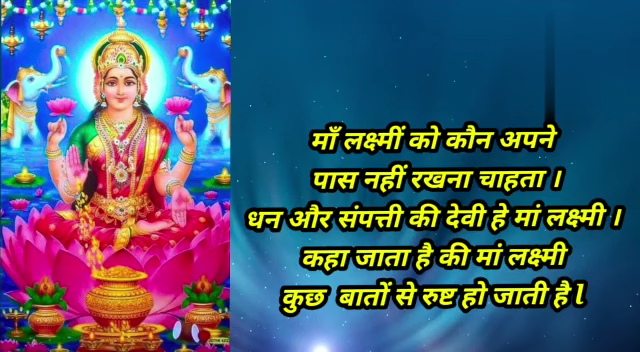 माँ लक्ष्मीं को कौन अपने
पास नहीं रखना चाहता ।
धन और संपत्ती की देवी हे मां लक्ष्मी ।
कहा जाता है की मां लक्ष्मी
कुछ बातों से रुष्ट हो जाती है l